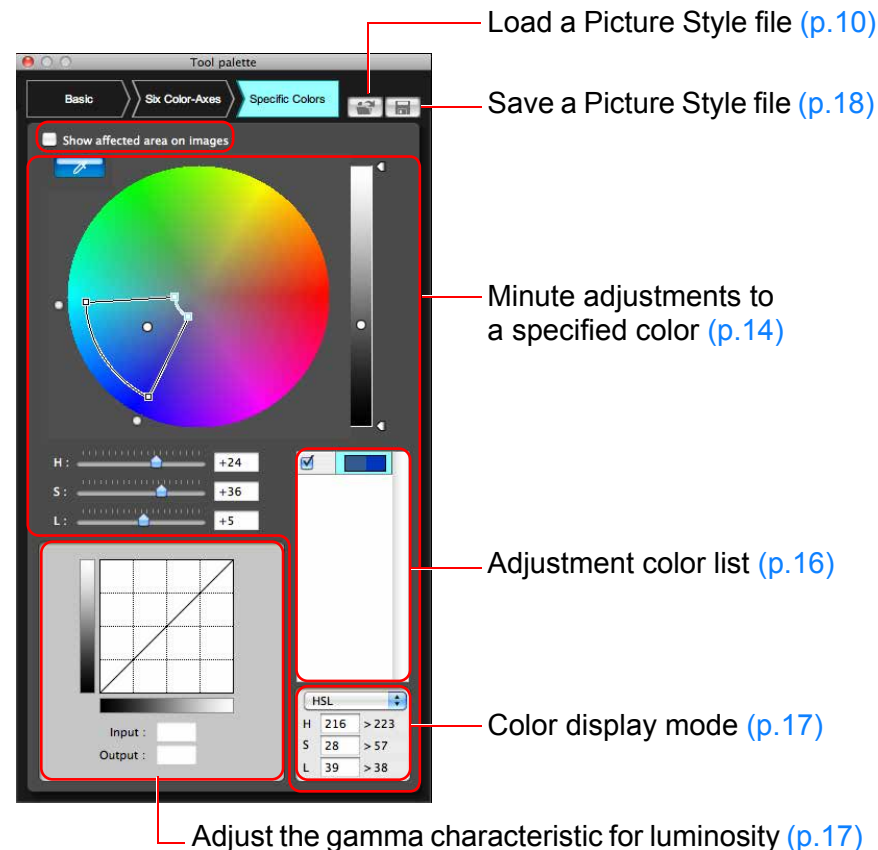 Load a Picture Style file (p.10)
Tool palette
Basic
Six Color-Axes
Specific Colors
Save a Picture Style file (p.18)
Show affected area on images
Minute adjustments to
a specified color (p.14)
H : +24
S : +36
L : +5
Adjustment color list (p.16)
HSL
H 216 > 223
S 28 > 57
L 39 > 38
Color display mode (p.17)
Input :
Output :
Adjust the gamma characteristic for luminosity (p.17)